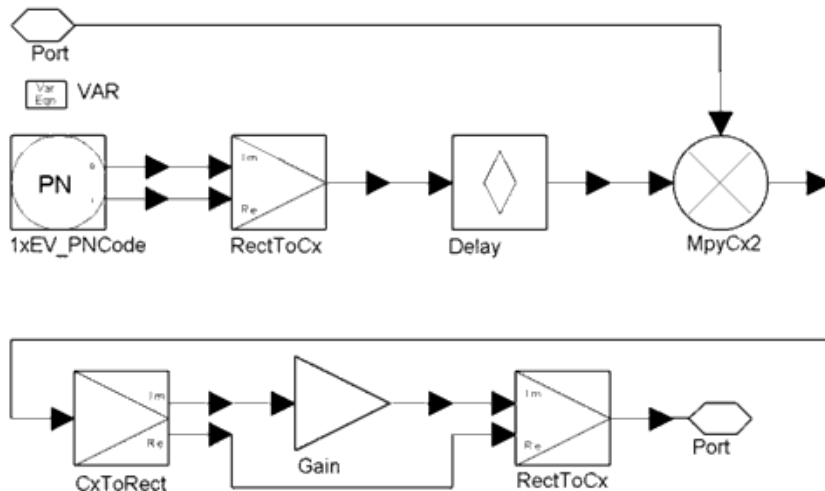 Port
Var
Eqn
VAR
PN
1xEV_PNCode
Im
Re
RectToCx
Delay
MpyCx2
Im
Re
CxToRect
Gain
Im
Re
RectToCx
Port